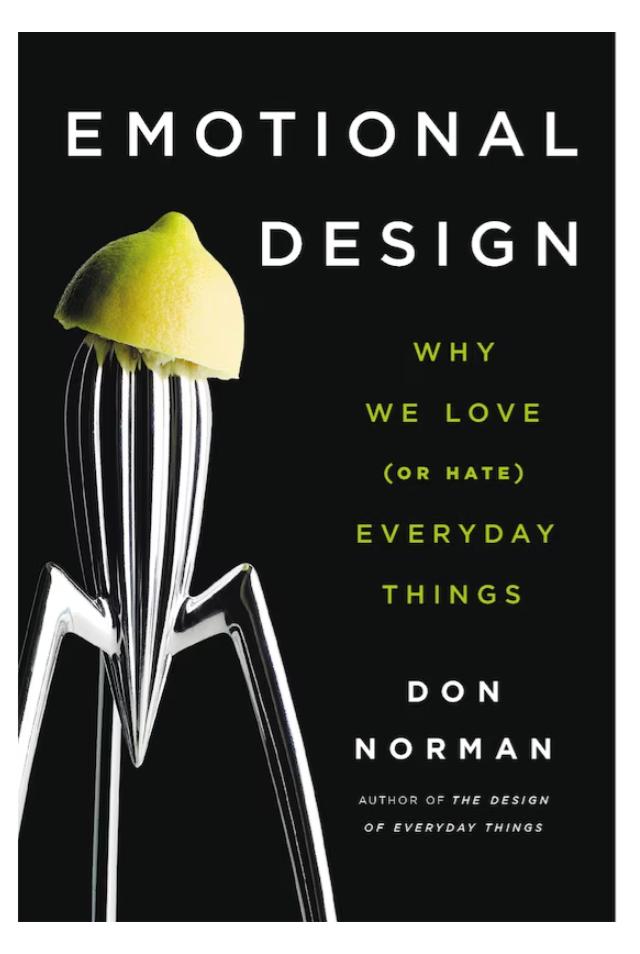 EMOTIONAL
DESIGN
WHY
WE LOVE
(OR HATE)
EVERYDAY
THINGS
DON
NORMAN
AUTHOR OF THE DESIGN
OF EVERYDAY THINGS